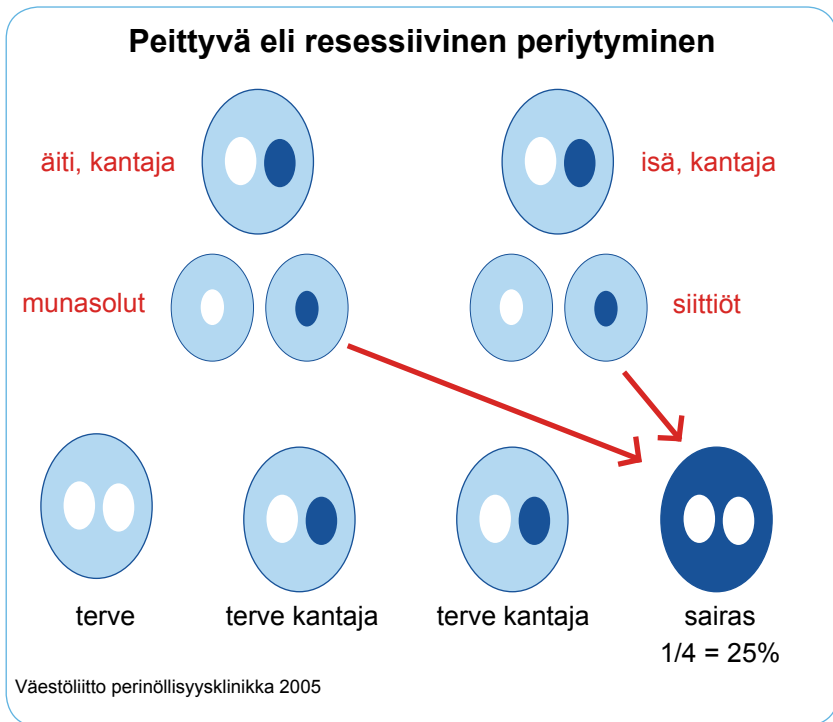 Peittyvä eli resessiivinen periytyminen
äiti, kantaja
isä, kantaja
munasolut
siittiöt
terve
terve kantaja
terve kantaja
sairas
1/4 = 25%
Väestöliitto perinöllisyysklinikka 2005